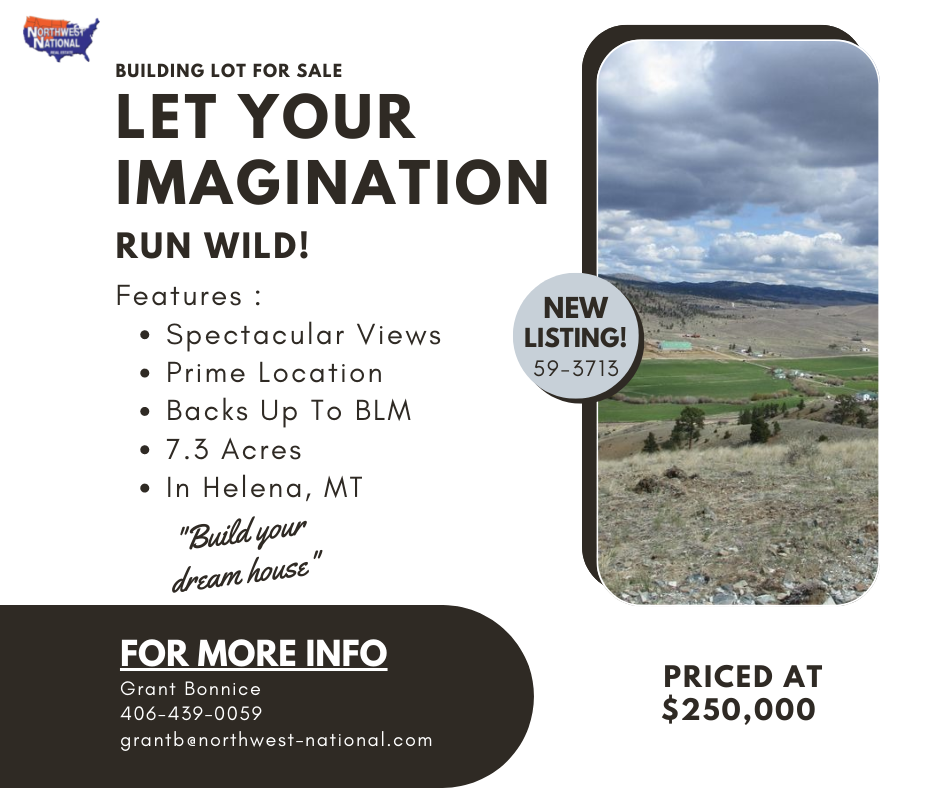 NORTHWEST
NATIONAL
REAL ESTATE
BUILDING LOT FOR SALE
LET YOUR
IMAGINATION
RUN WILD!
Features :
• Spectacular Views
• Prime Location
• Backs Up To BLM
• 7.3 Acres
• In Helena, MT
"Build your
dream house"
NEW
LISTING!
59-3713
FOR MORE INFO
Grant Bonnice
406-439-0059
grantb@northwest-national.com
PRICED AT
$250,000